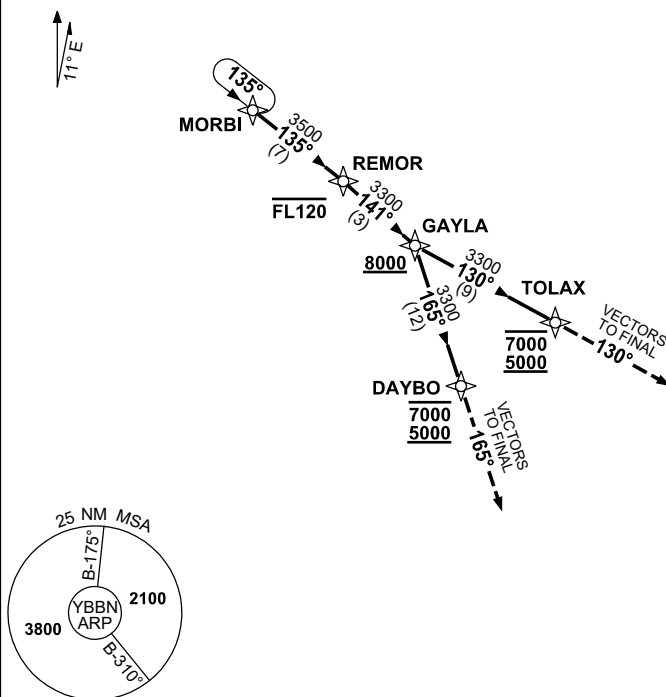 11° E
135°
MORBI
3500
135°
(7)
REMOR
FL120
3300
141°
(3)
GAYLA
8000
3300
130°
(9)
TOLAX
7000
5000
VECTORS
TO FINAL
130°
3300
165°
(12)
DAYBO
7000
5000
VECTORS
TO FINAL
165°
25 NM MSA
B-175°
YBBN
ARP
2100
3800
B-310°